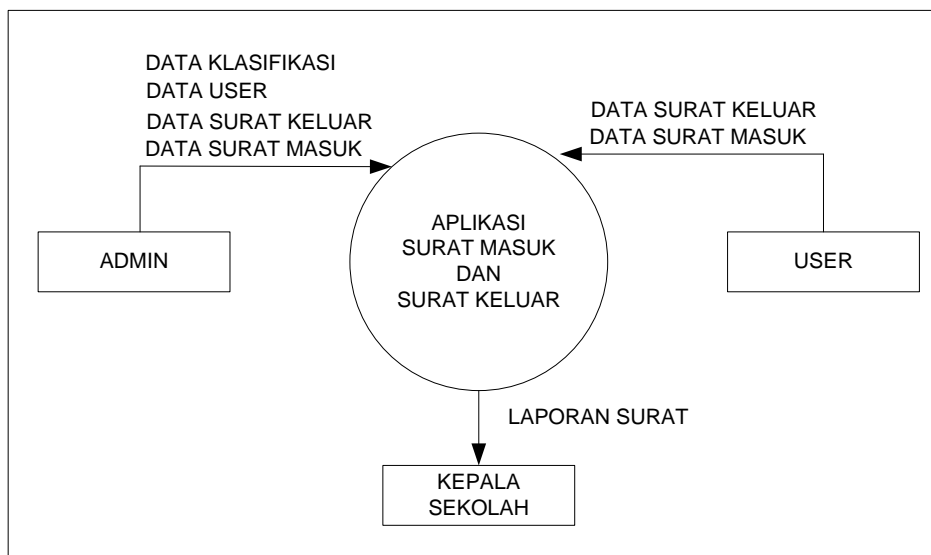 DATA KLASIFIKASI
DATA USER
DATA SURAT KELUAR
DATA SURAT MASUK
DATA SURAT KELUAR
DATA SURAT MASUK
ADMIN
APLIKASI
SURAT MASUK
DAN
SURAT KELUAR
USER
LAPORAN SURAT
KEPALA
SEKOLAH